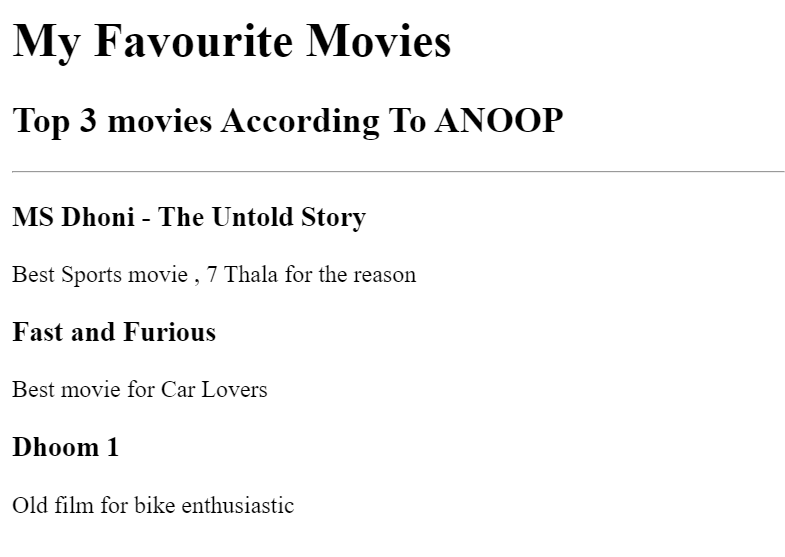 My Favourite Movies
Top 3 movies According To ANOOP
MS Dhoni - The Untold Story
Best Sports movie , 7 Thala for the reason
Fast and Furious
Best movie for Car Lovers
Dhoom 1
Old film for bike enthusiastic